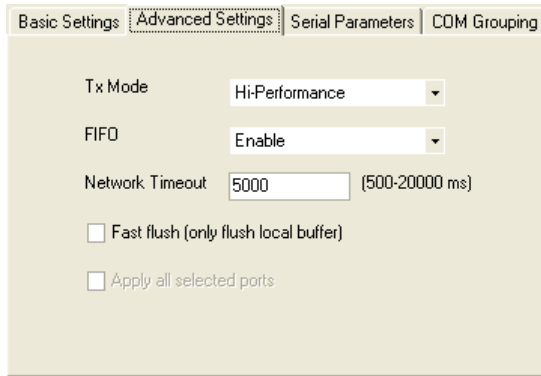 Basic Settings Advanced Settings Serial Parameters COM Grouping
Tx Mode Hi-Performance
FIFO Enable
Network Timeout 5000 (500-20000 ms)
Fast flush (only flush local buffer)
Apply all selected ports